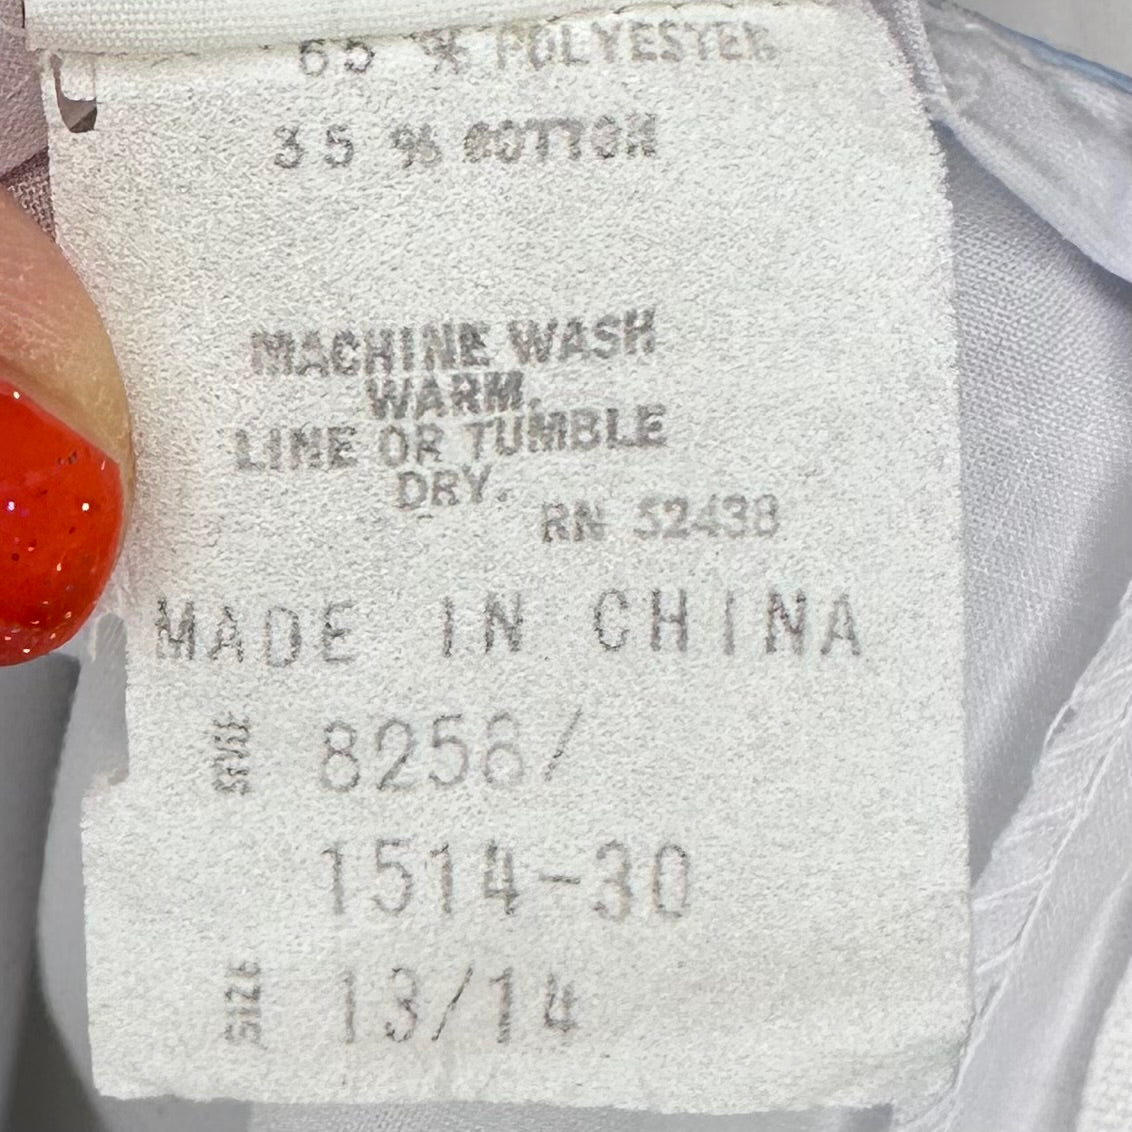 65 % POLYESTER
35 % COTTON
MACHINE WASH
WARM.
LINE OR TUMBLE
DRY.
RN 52438
MADE IN CHINA
STYLE 8256/
1514-30
SIZE 13/14